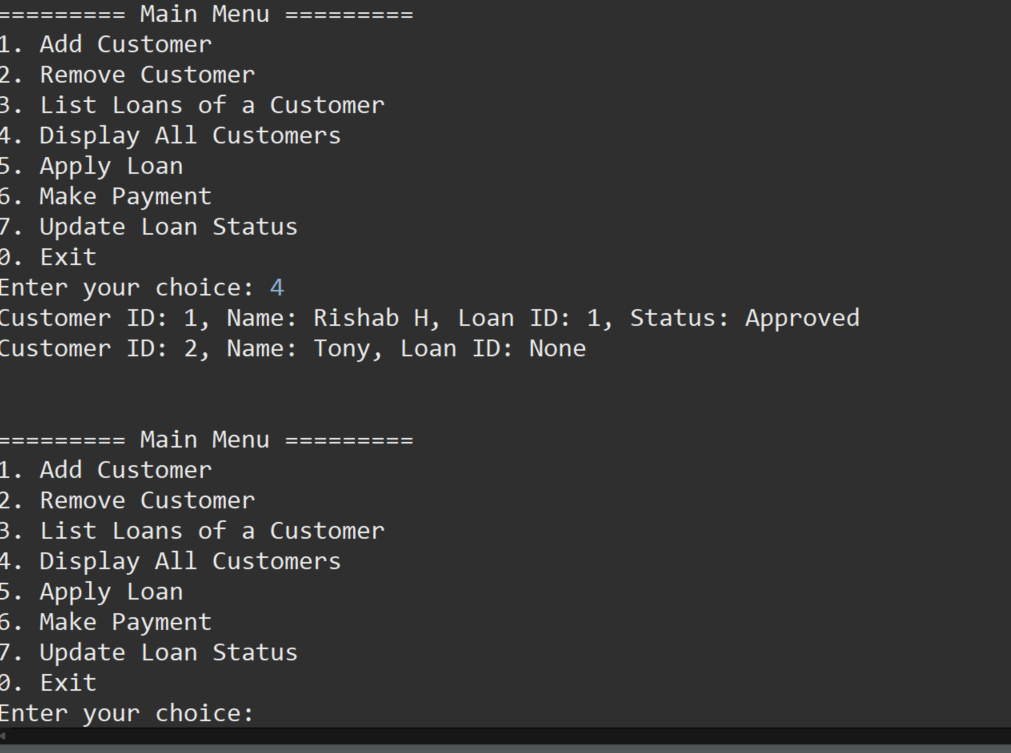 ========= Main Menu =========
1. Add Customer
2. Remove Customer
3. List Loans of a Customer
4. Display All Customers
5. Apply Loan
6. Make Payment
7. Update Loan Status
0. Exit
Enter your choice: 4
Customer ID: 1, Name: Rishab H, Loan ID: 1, Status: Approved
Customer ID: 2, Name: Tony, Loan ID: None
========= Main Menu =========
1. Add Customer
2. Remove Customer
3. List Loans of a Customer
4. Display All Customers
5. Apply Loan
6. Make Payment
7. Update Loan Status
0. Exit
Enter your choice: